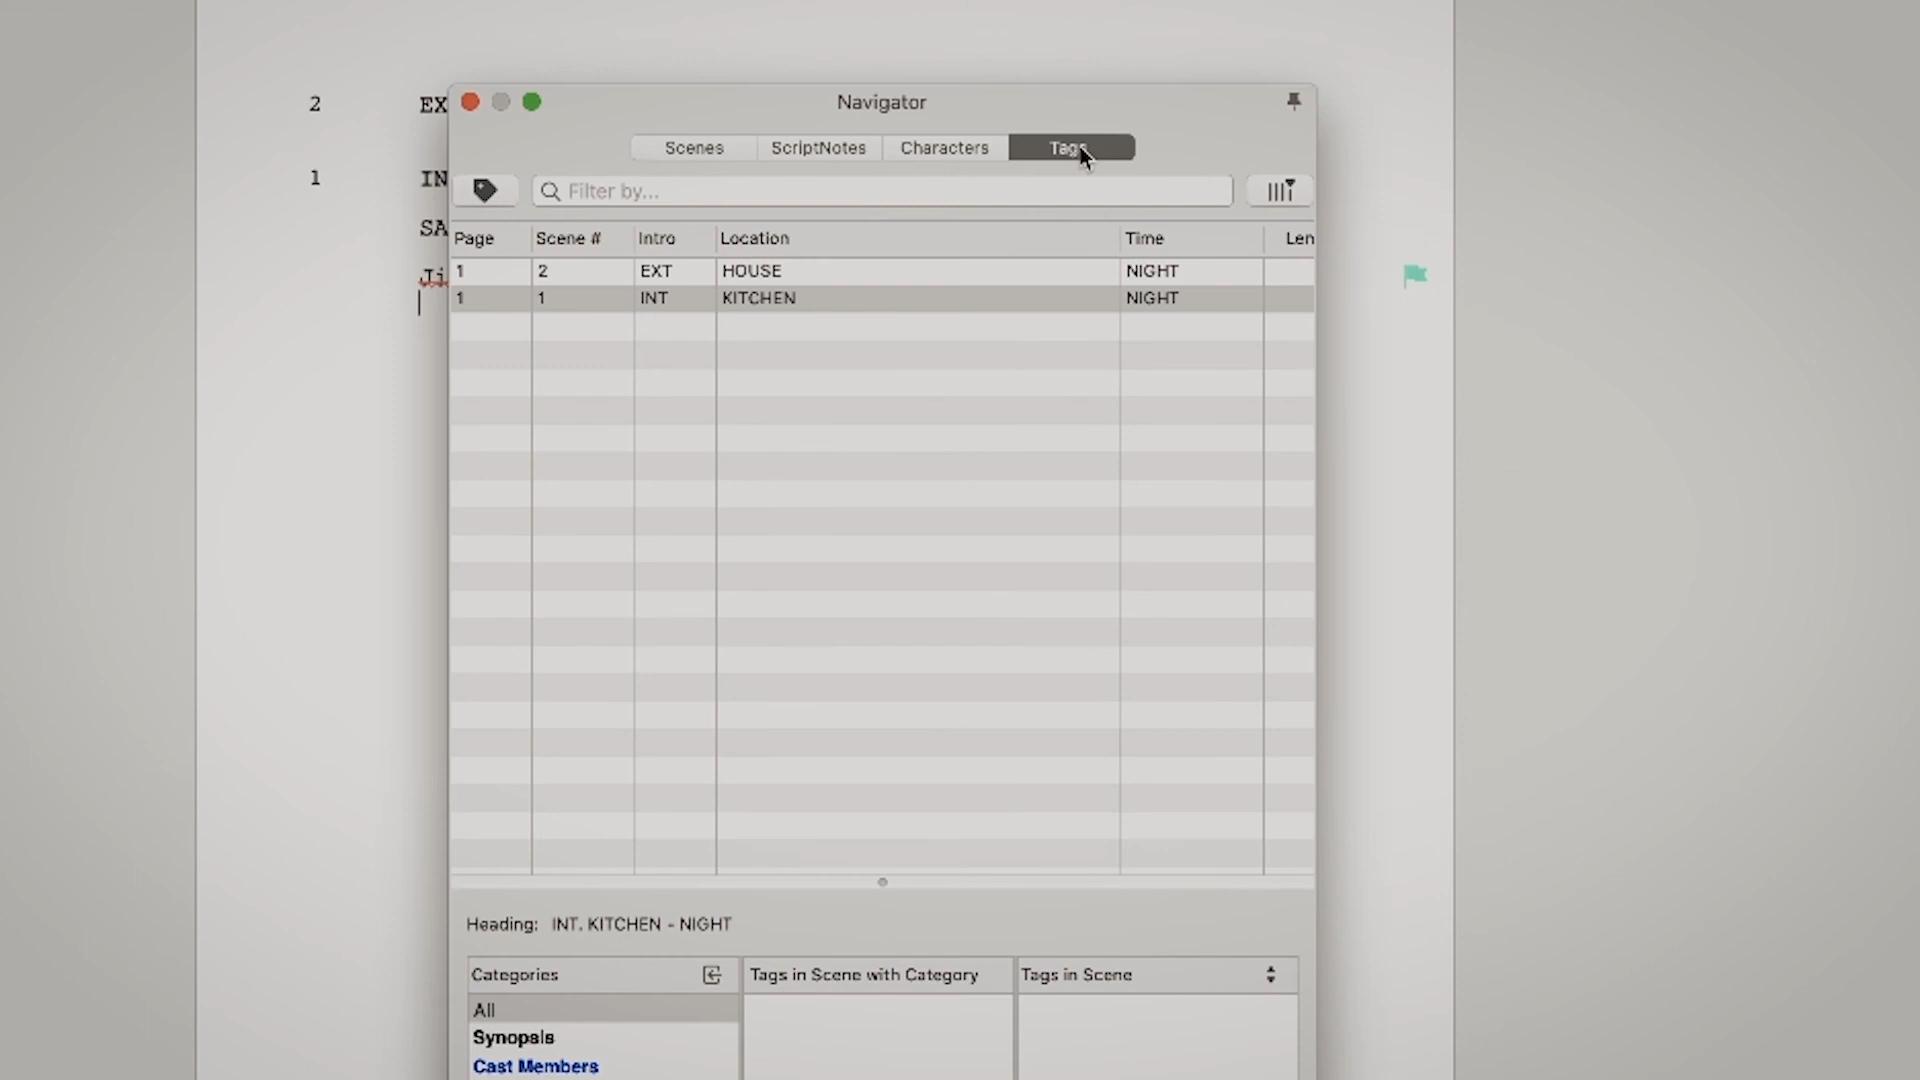 Navigator
2 EX
Scenes ScriptNotes Characters Tags
1 IN
Filter by...
SA
Page Scene # Intro Location Time Len
1 2 EXT HOUSE NIGHT
Ji
1 1 INT KITCHEN NIGHT
Heading: INT. KITCHEN - NIGHT
Categories Tags in Scene with Category Tags in Scene
All
Synopsis
Cast Members